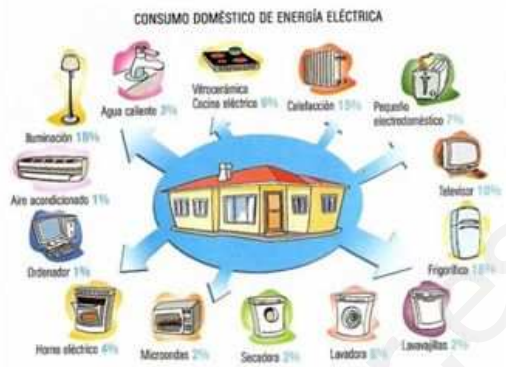 CONSUMO DOMÉSTICO DE ENERGÍA ELÉCTRICA
Iluminación 18%
Agua caliente 3%
Vitrocerámica
Cocina eléctrica 9%
Calefacción 15%
Pequeño
electrodoméstico 7%
Aire acondicionado 1%
Televisor 10%
Ordenador 1%
Frigorífico 18%
Horno eléctrico 4%
Microondas 2%
Secadora 2%
Lavadora 8%
Lavavajillas 2%